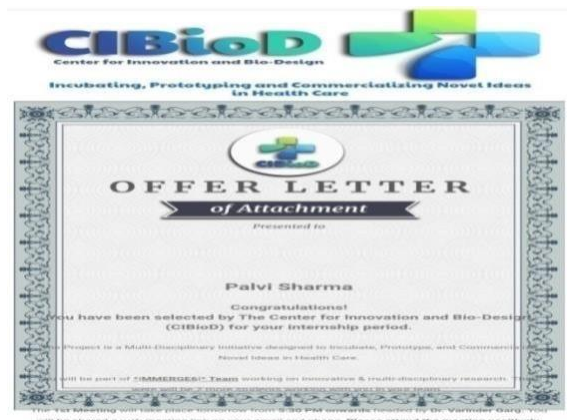 CIBioD
Center for Innovation and Bio-Design
Incubating, Prototyping and Commercializing Novel Ideas
in Health Care
CIBioD
OFFER LETTER
of Attachment
Presented to
Palvi Sharma
Congratulations!
You have been selected by The Center for Innovation and Bio-Design
(CIBioD) for your internship period.
Project is a Multi-Disciplinary Initiative designed to Incubate, Prototype, and Commercialize
Novel Ideas in Health Care.
will be part of "IMMERGES" Team working on innovative & multi-disciplinary research.
The 1st Meeting will take place tomorrow from 5:30 PM onwards headed by Dr. Varinder Garg. You